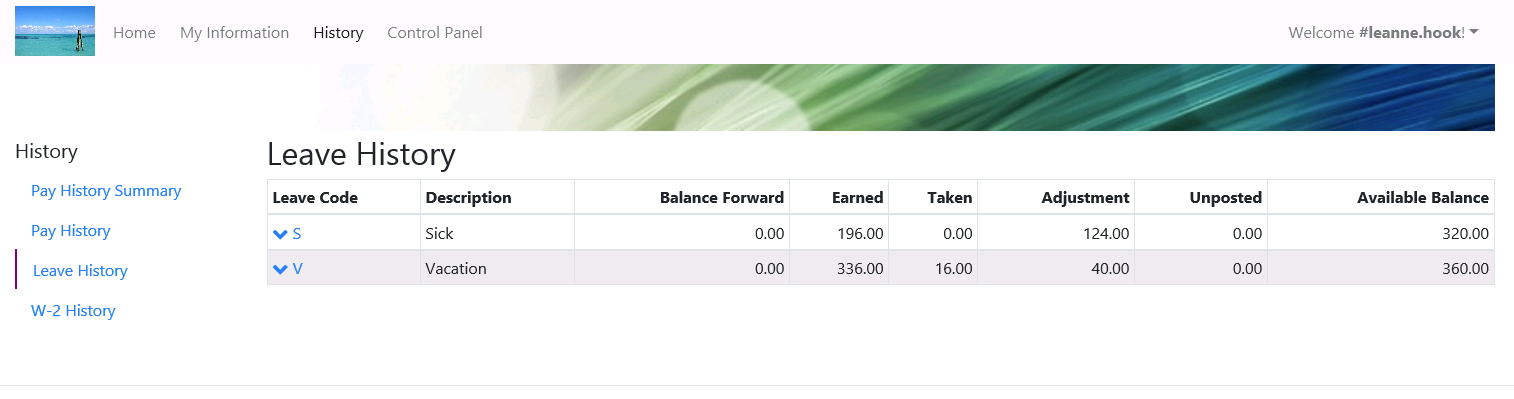 Home My Information History Control Panel Welcome #leanne.hook!
History
Pay History Summary
Pay History
Leave History
W-2 History
Leave History
Leave Code Description Balance Forward Earned Taken Adjustment Unposted Available Balance
S Sick 0.00 196.00 0.00 124.00 0.00 320.00
V Vacation 0.00 336.00 16.00 40.00 0.00 360.00